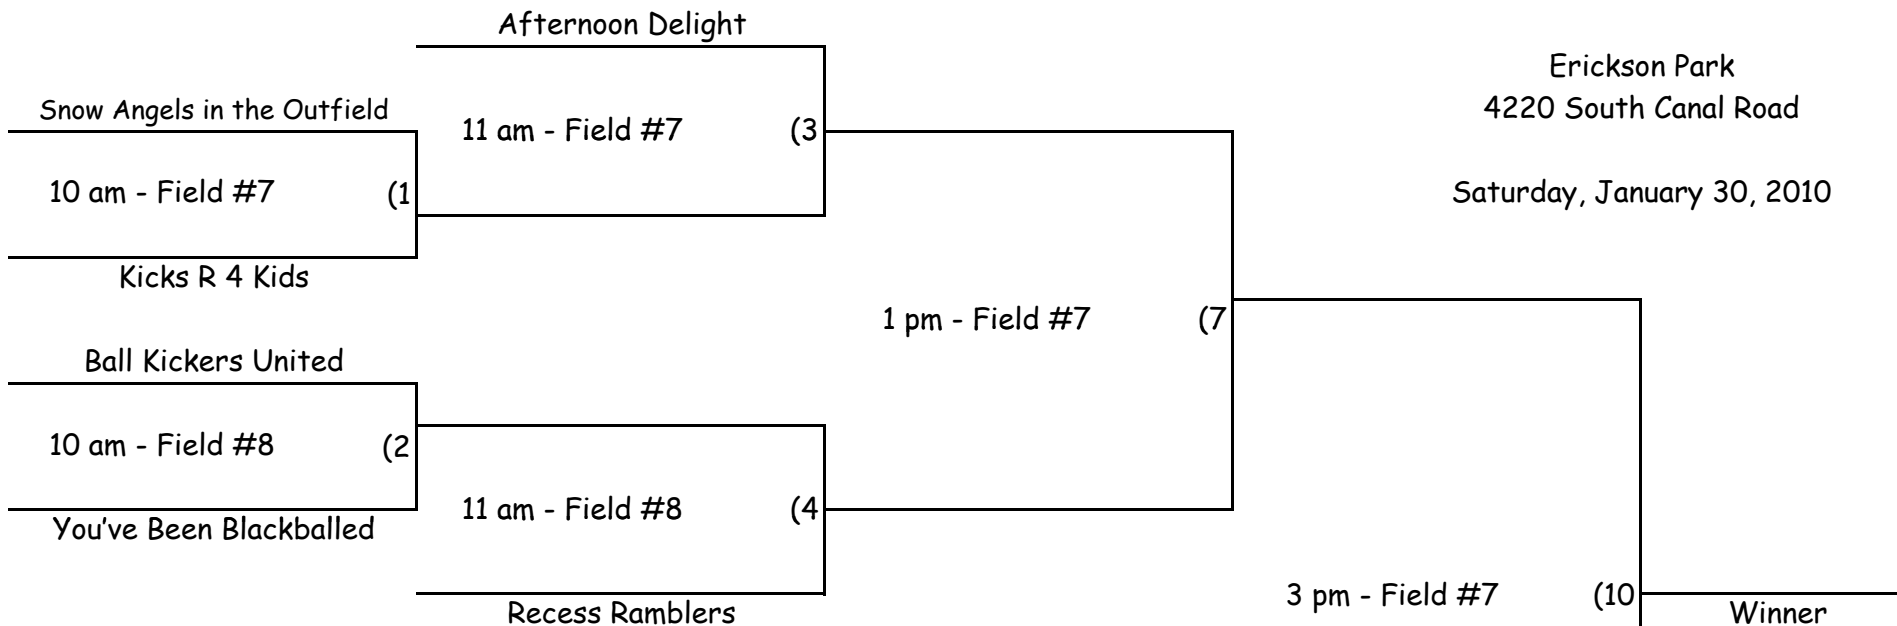 Afternoon Delight
Erickson Park
4220 South Canal Road
Saturday, January 30, 2010
Snow Angels in the Outfield
11 am - Field #7 (3
10 am - Field #7 (1
Kicks R 4 Kids
1 pm - Field #7 (7
Ball Kickers United
10 am - Field #8 (2
11 am - Field #8 (4
You've Been Blackballed
Recess Ramblers
3 pm - Field #7 (10
Winner